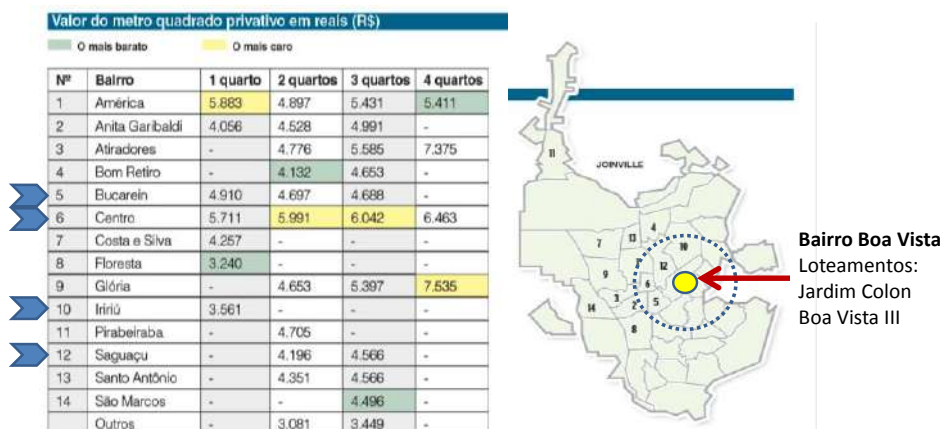 Valor do metro quadrado privativo em reais (R$)
O mais barato O mais caro
Nº Bairro 1 quarto 2 quartos 3 quartos 4 quartos
1 América 5.883 4.897 5.431 5.411
2 Anita Garibaldi 4.056 4.528 4.991 -
3 Atiradores - 4.776 5.585 7.375
4 Bom Retiro - 4.132 4.653 -
5 Bucarein 4.910 4.697 4.688 -
6 Centro 5.711 5.991 6.042 6.463
7 Costa e Silva 4.257 - - -
8 Floresta 3.240 - - -
9 Glória - 4.653 5.397 7.535
10 Iririú 3.561 - - -
11 Pirabeiraba - 4.705 - -
12 Saguaçu - 4.196 4.566 -
13 Santo Antônio - 4.351 4.566 -
14 São Marcos - - 4.496 -
Outros - 3.081 3.449 -
11
JOINVILLE
4
7 13 10
12
9
6
3 2 5
14
8
Bairro Boa Vista
Loteamentos:
Jardim Colon
Boa Vista III